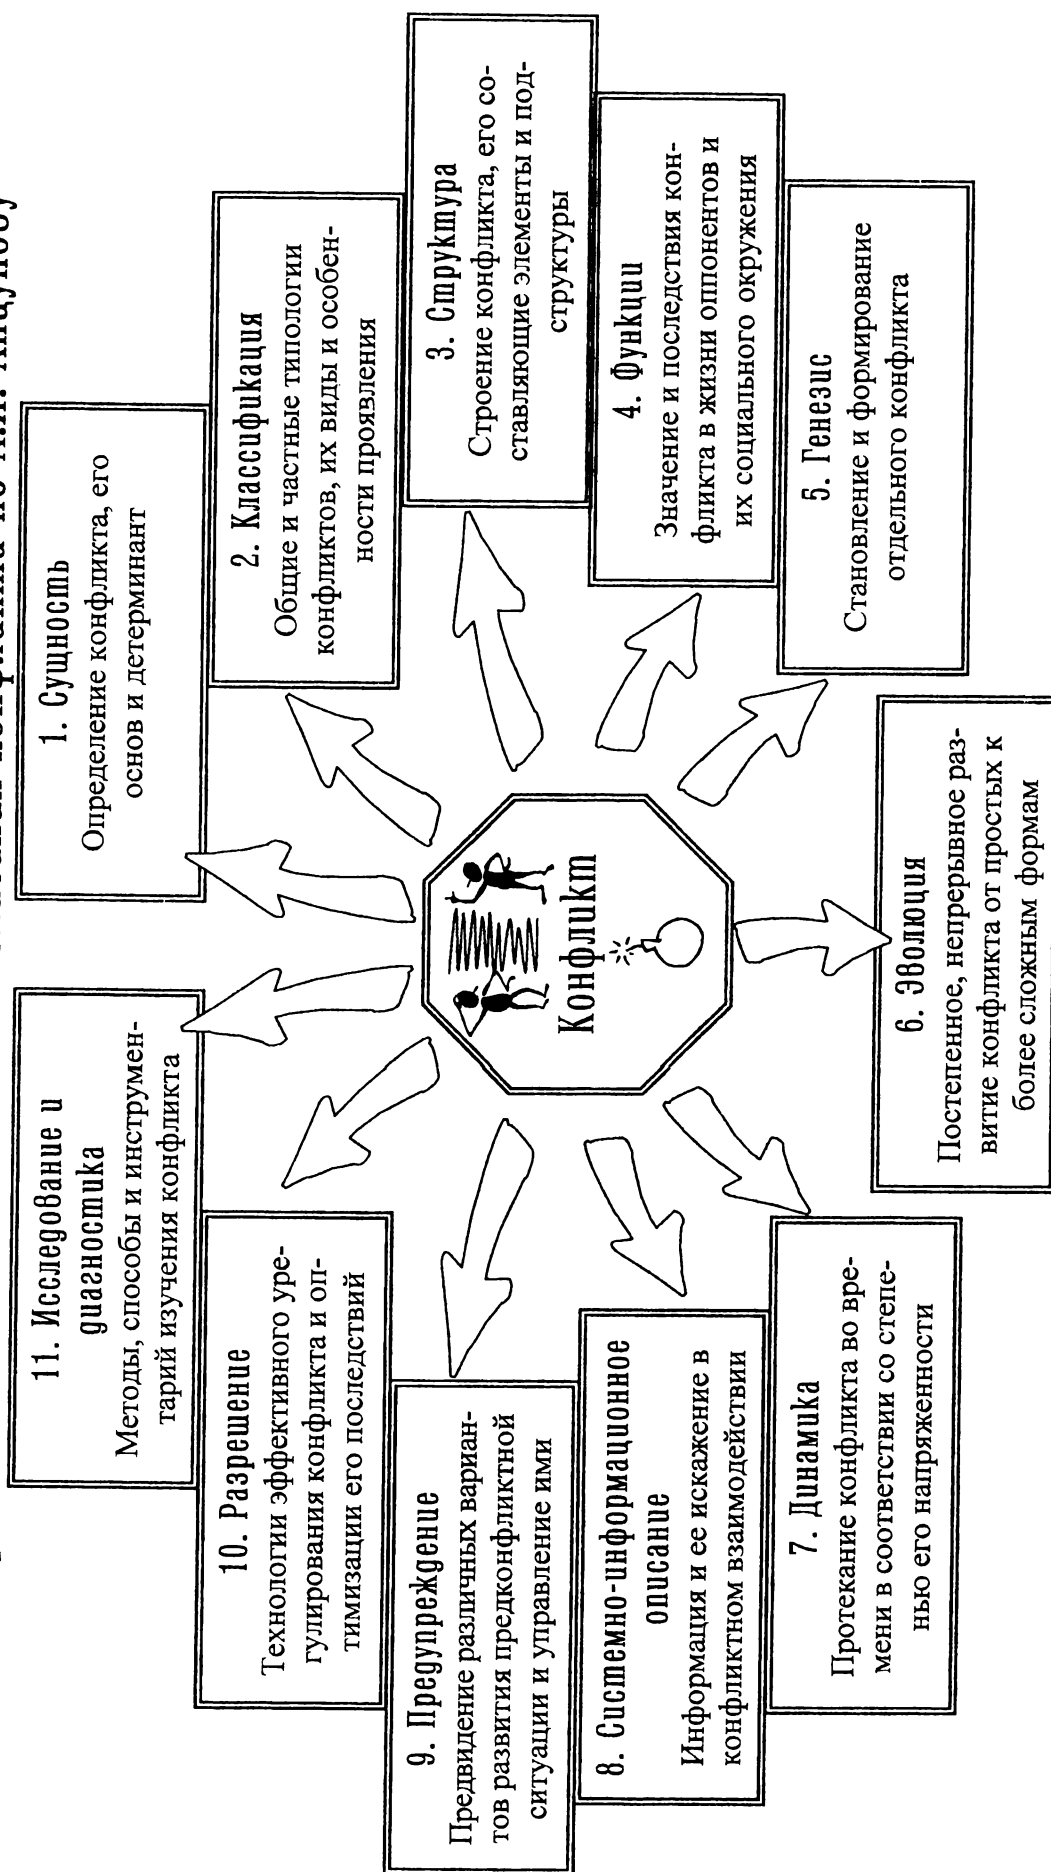 1. Сущность
Определение конфликта, его
основ и детерминант
2. Классификация
Общие и частные типологии
конфликтов, их виды и особен-
ности проявления
3. Структура
Строение конфликта, его со-
ставляющие элементы и под-
структуры
4. Функции
Значение и последствия кон-
фликта в жизни оппонентов и
их социального окружения
5. Генезис
Становление и формирование
отдельного конфликта
6. Эволюция
Постепенное, непрерывное раз-
витие конфликта от простых к
более сложным формам
7. Динамика
Протекание конфликта во вре-
мени в соответствии со степе-
нью его напряженности
8. Системно-информационное
описание
Информация и ее искажение в
конфликтном взаимодействии
9. Предупреждение
Предвидение различных вариан-
тов развития предконфликтной
ситуации и управление ими
10. Разрешение
Технологии эффективного уре-
гулирования конфликта и оп-
тимизации его последствий
11. Исследование и
диагностика
Методы, способы и инструмен-
тарий изучения конфликта
Конфликт